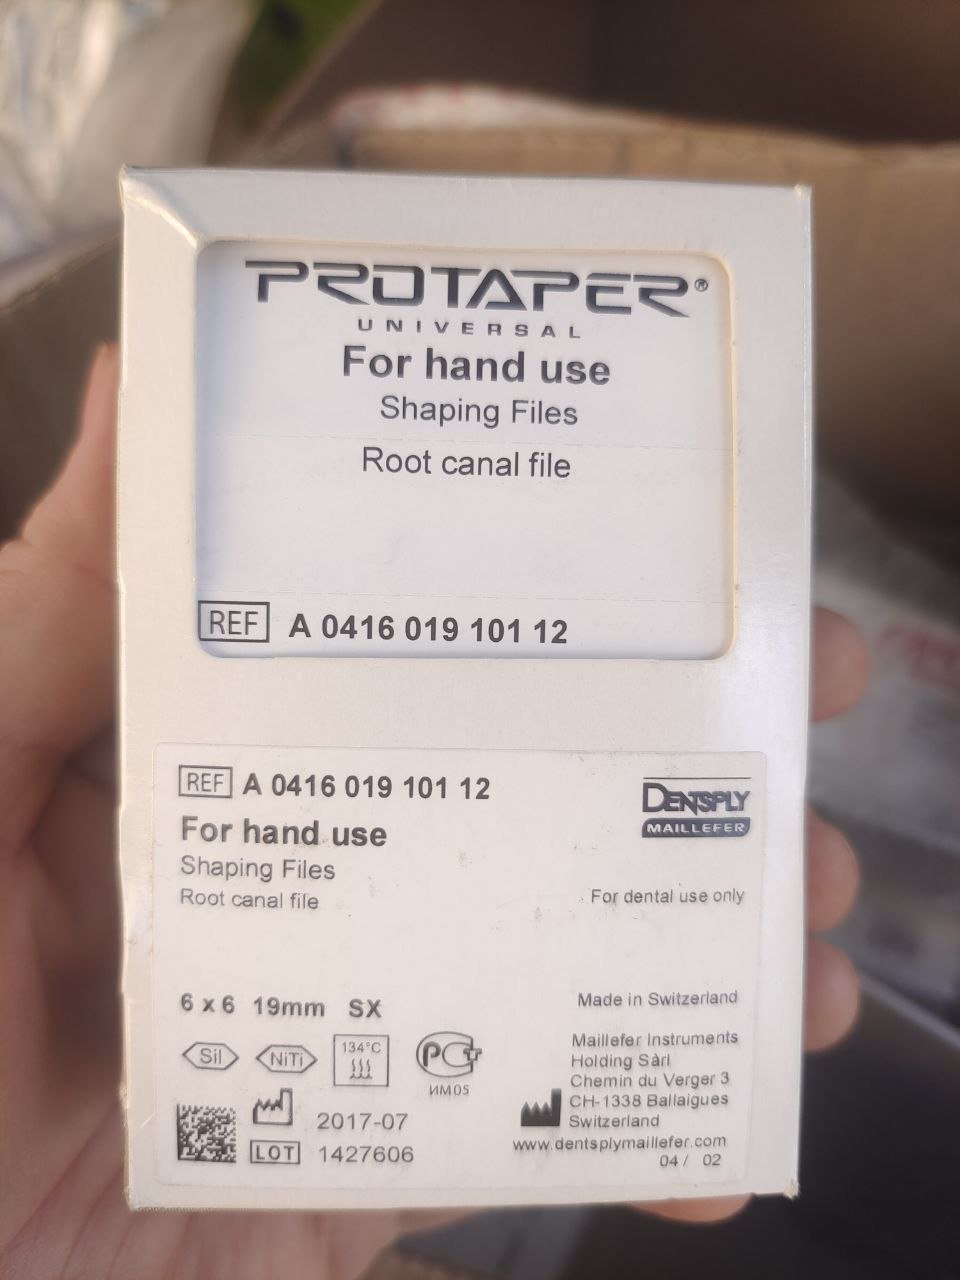 PROTAPER®
UNIVERSAL
For hand use
Shaping Files
Root canal file
REF A 0416 019 101 12
REF A 0416 019 101 12
DENTSPLY
MAILLEFER
For hand use
Shaping Files
Root canal file
For dental use only
6 x 6 19mm SX
Made in Switzerland
Sil NiTi 134°C РСТ
ИМ05
Maillefer Instruments
Holding Sàrl
Chemin du Verger 3
CH-1338 Ballaigues
Switzerland
2017-07
www.dentsplymaillefer.com
LOT 1427606
04 / 02